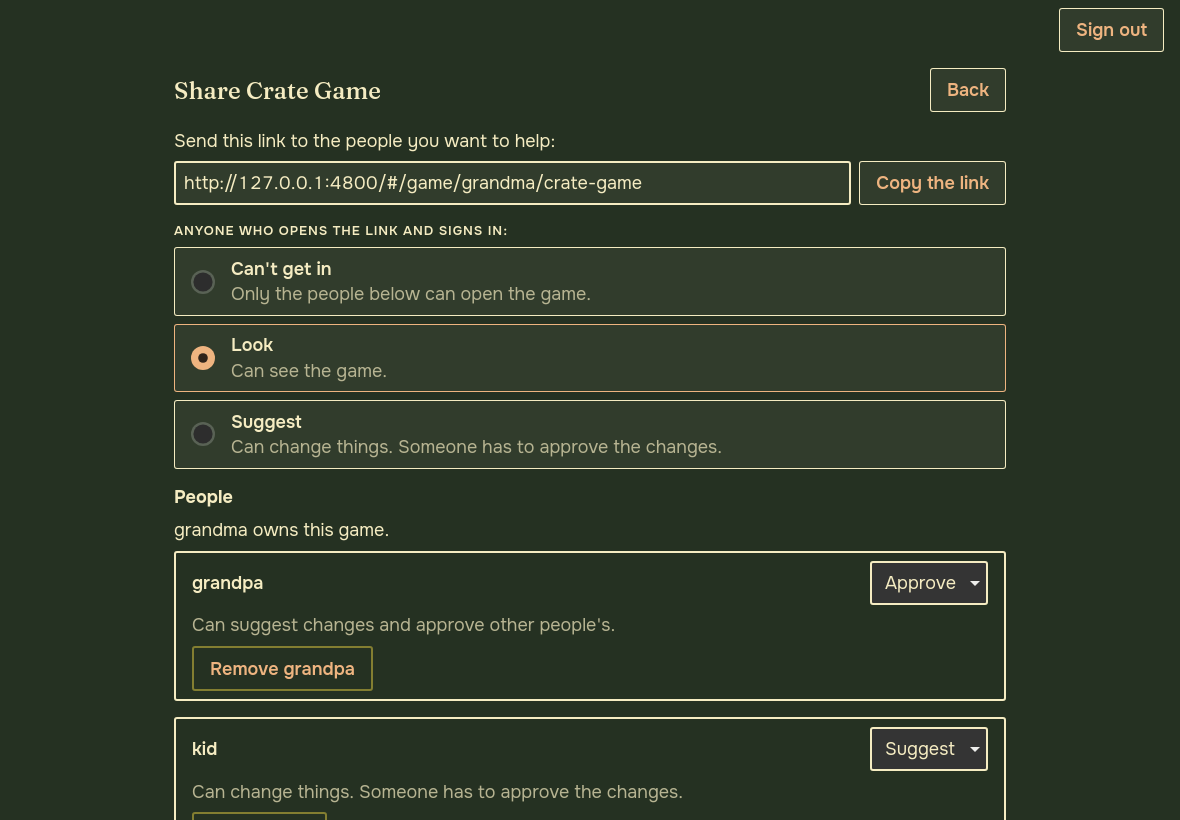 Sign out
Share Crate Game
Back
Send this link to the people you want to help:
http://127.0.0.1:4800/#/game/grandma/crate-game
Copy the link
ANYONE WHO OPENS THE LINK AND SIGNS IN:
Can't get in
Only the people below can open the game.
Look
Can see the game.
Suggest
Can change things. Someone has to approve the changes.
People
grandma owns this game.
grandpa
Approve
Can suggest changes and approve other people's.
Remove grandpa
kid
Suggest
Can change things. Someone has to approve the changes.